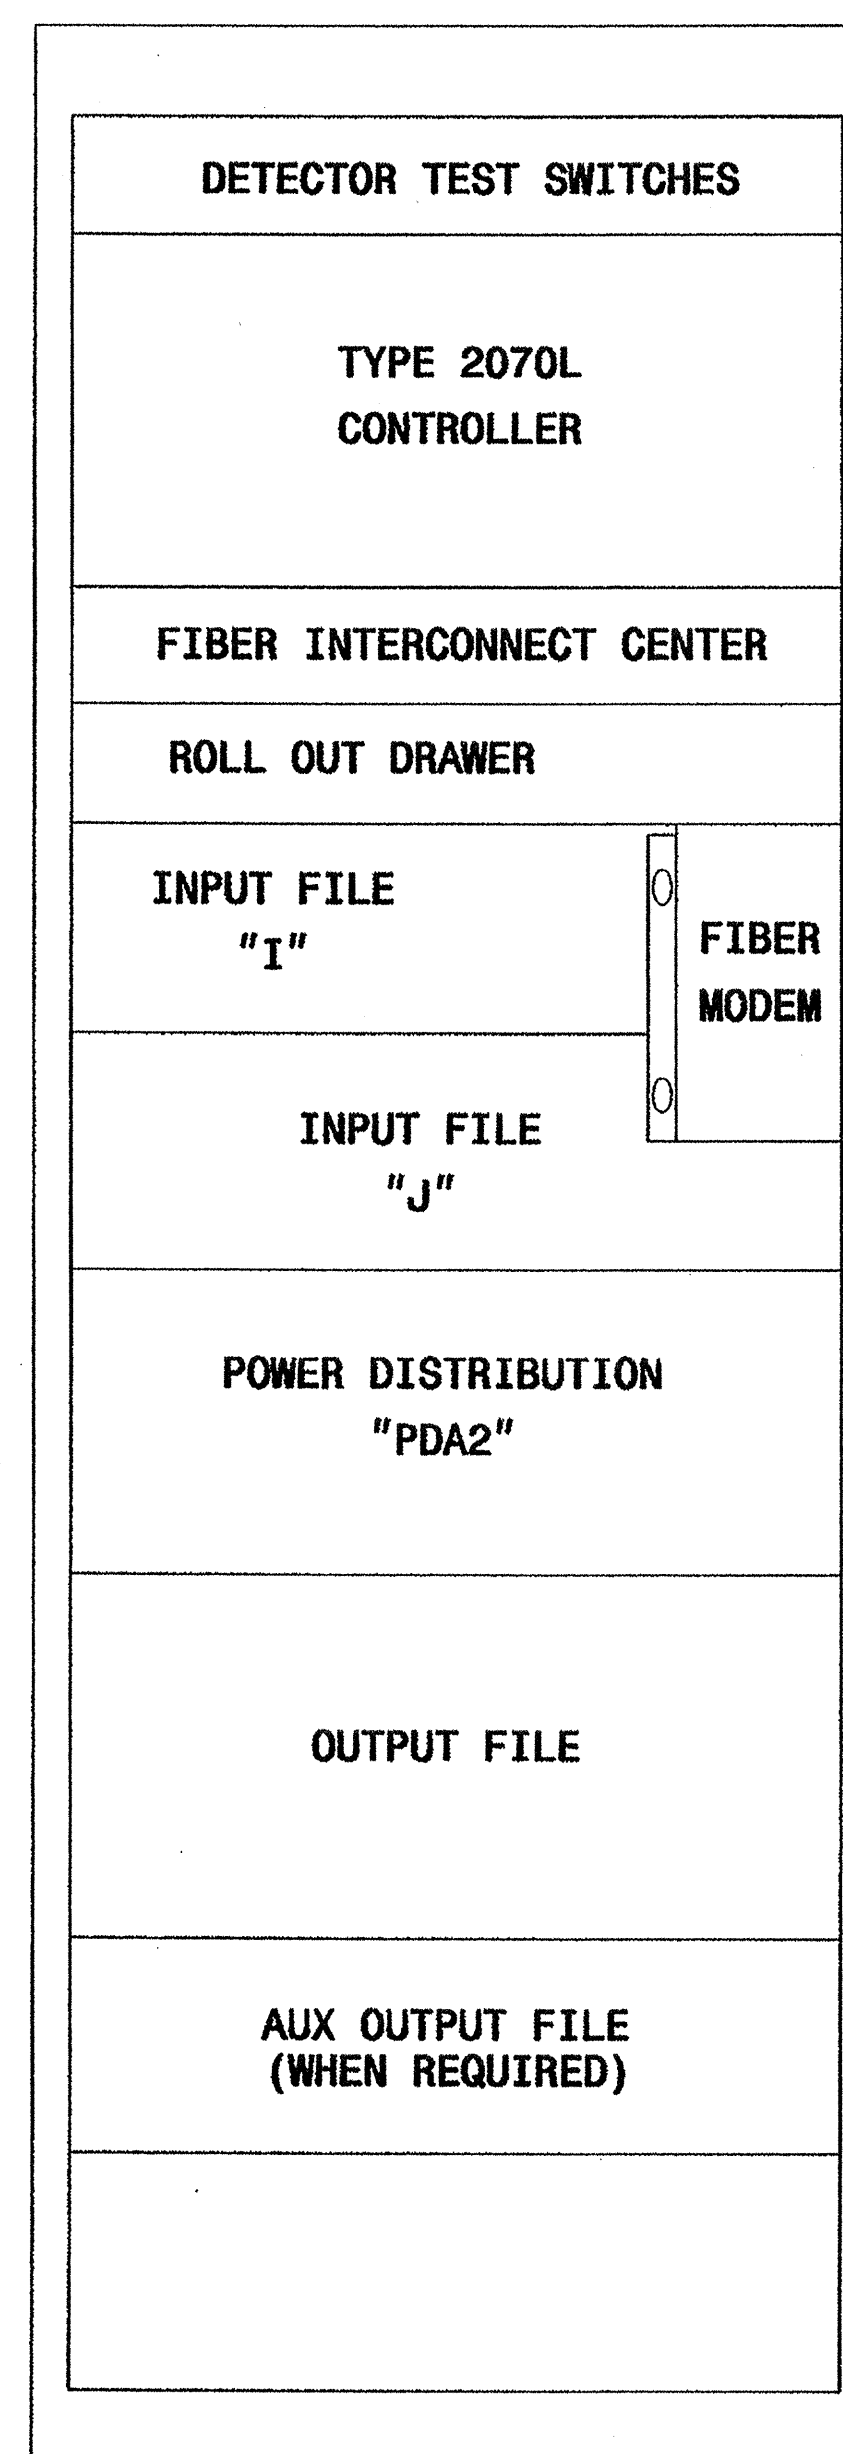 DETECTOR TEST SWITCHES
TYPE 2070L
CONTROLLER
FIBER INTERCONNECT CENTER
ROLL OUT DRAWER
INPUT FILE
"I"
FIBER
MODEM
INPUT FILE
"J"
POWER DISTRIBUTION
"PDA2"
OUTPUT FILE
AUX OUTPUT FILE
(WHEN REQUIRED)